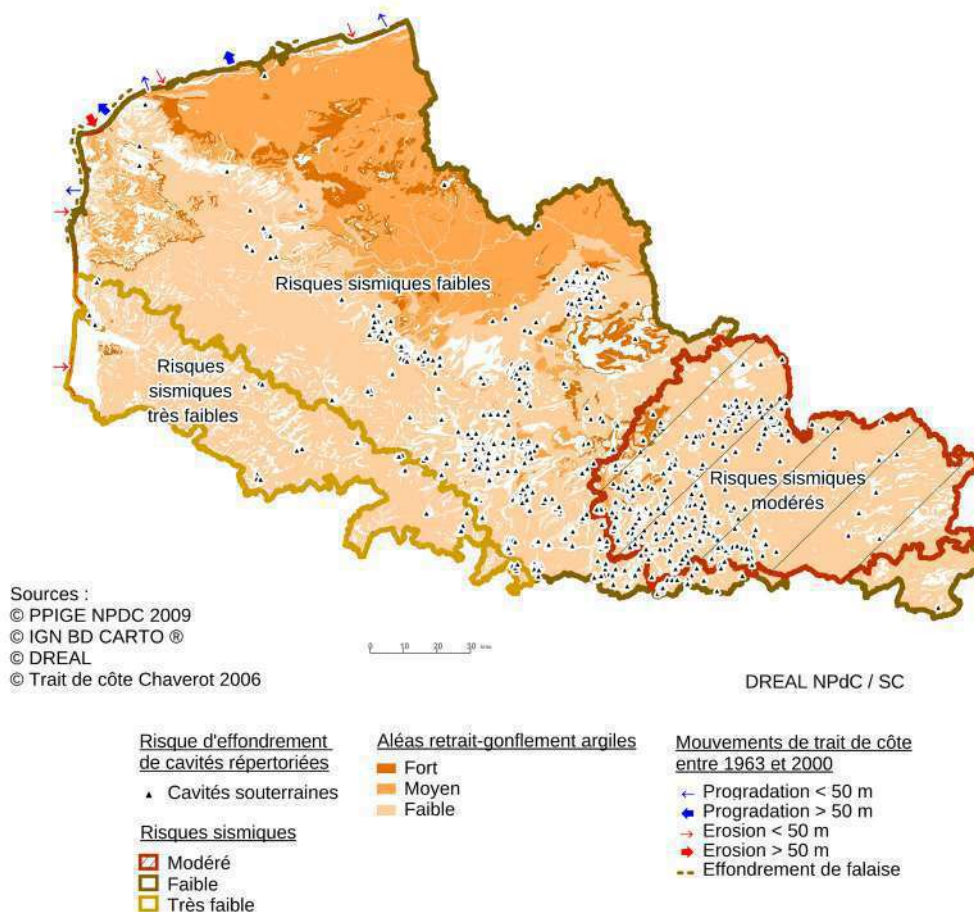 Risques sismiques faibles
Risques
sismiques
très faibles
Risques sismiques
modérés
Sources :
© PPIGE NPDC 2009
© IGN BD CARTO ®
© DREAL
© Trait de côte Chaverot 2006
0 10 20 30 kms
DREAL NPdC / SC
Risque d'effondrement
de cavités répertoriées
Cavités souterraines
Risques sismiques
Modéré
Faible
Très faible
Aléas retrait-gonflement argiles
Fort
Moyen
Faible
Mouvements de trait de côte
entre 1963 et 2000
Progradation < 50 m
Progradation > 50 m
Erosion < 50 m
Erosion > 50 m
Effondrement de falaise